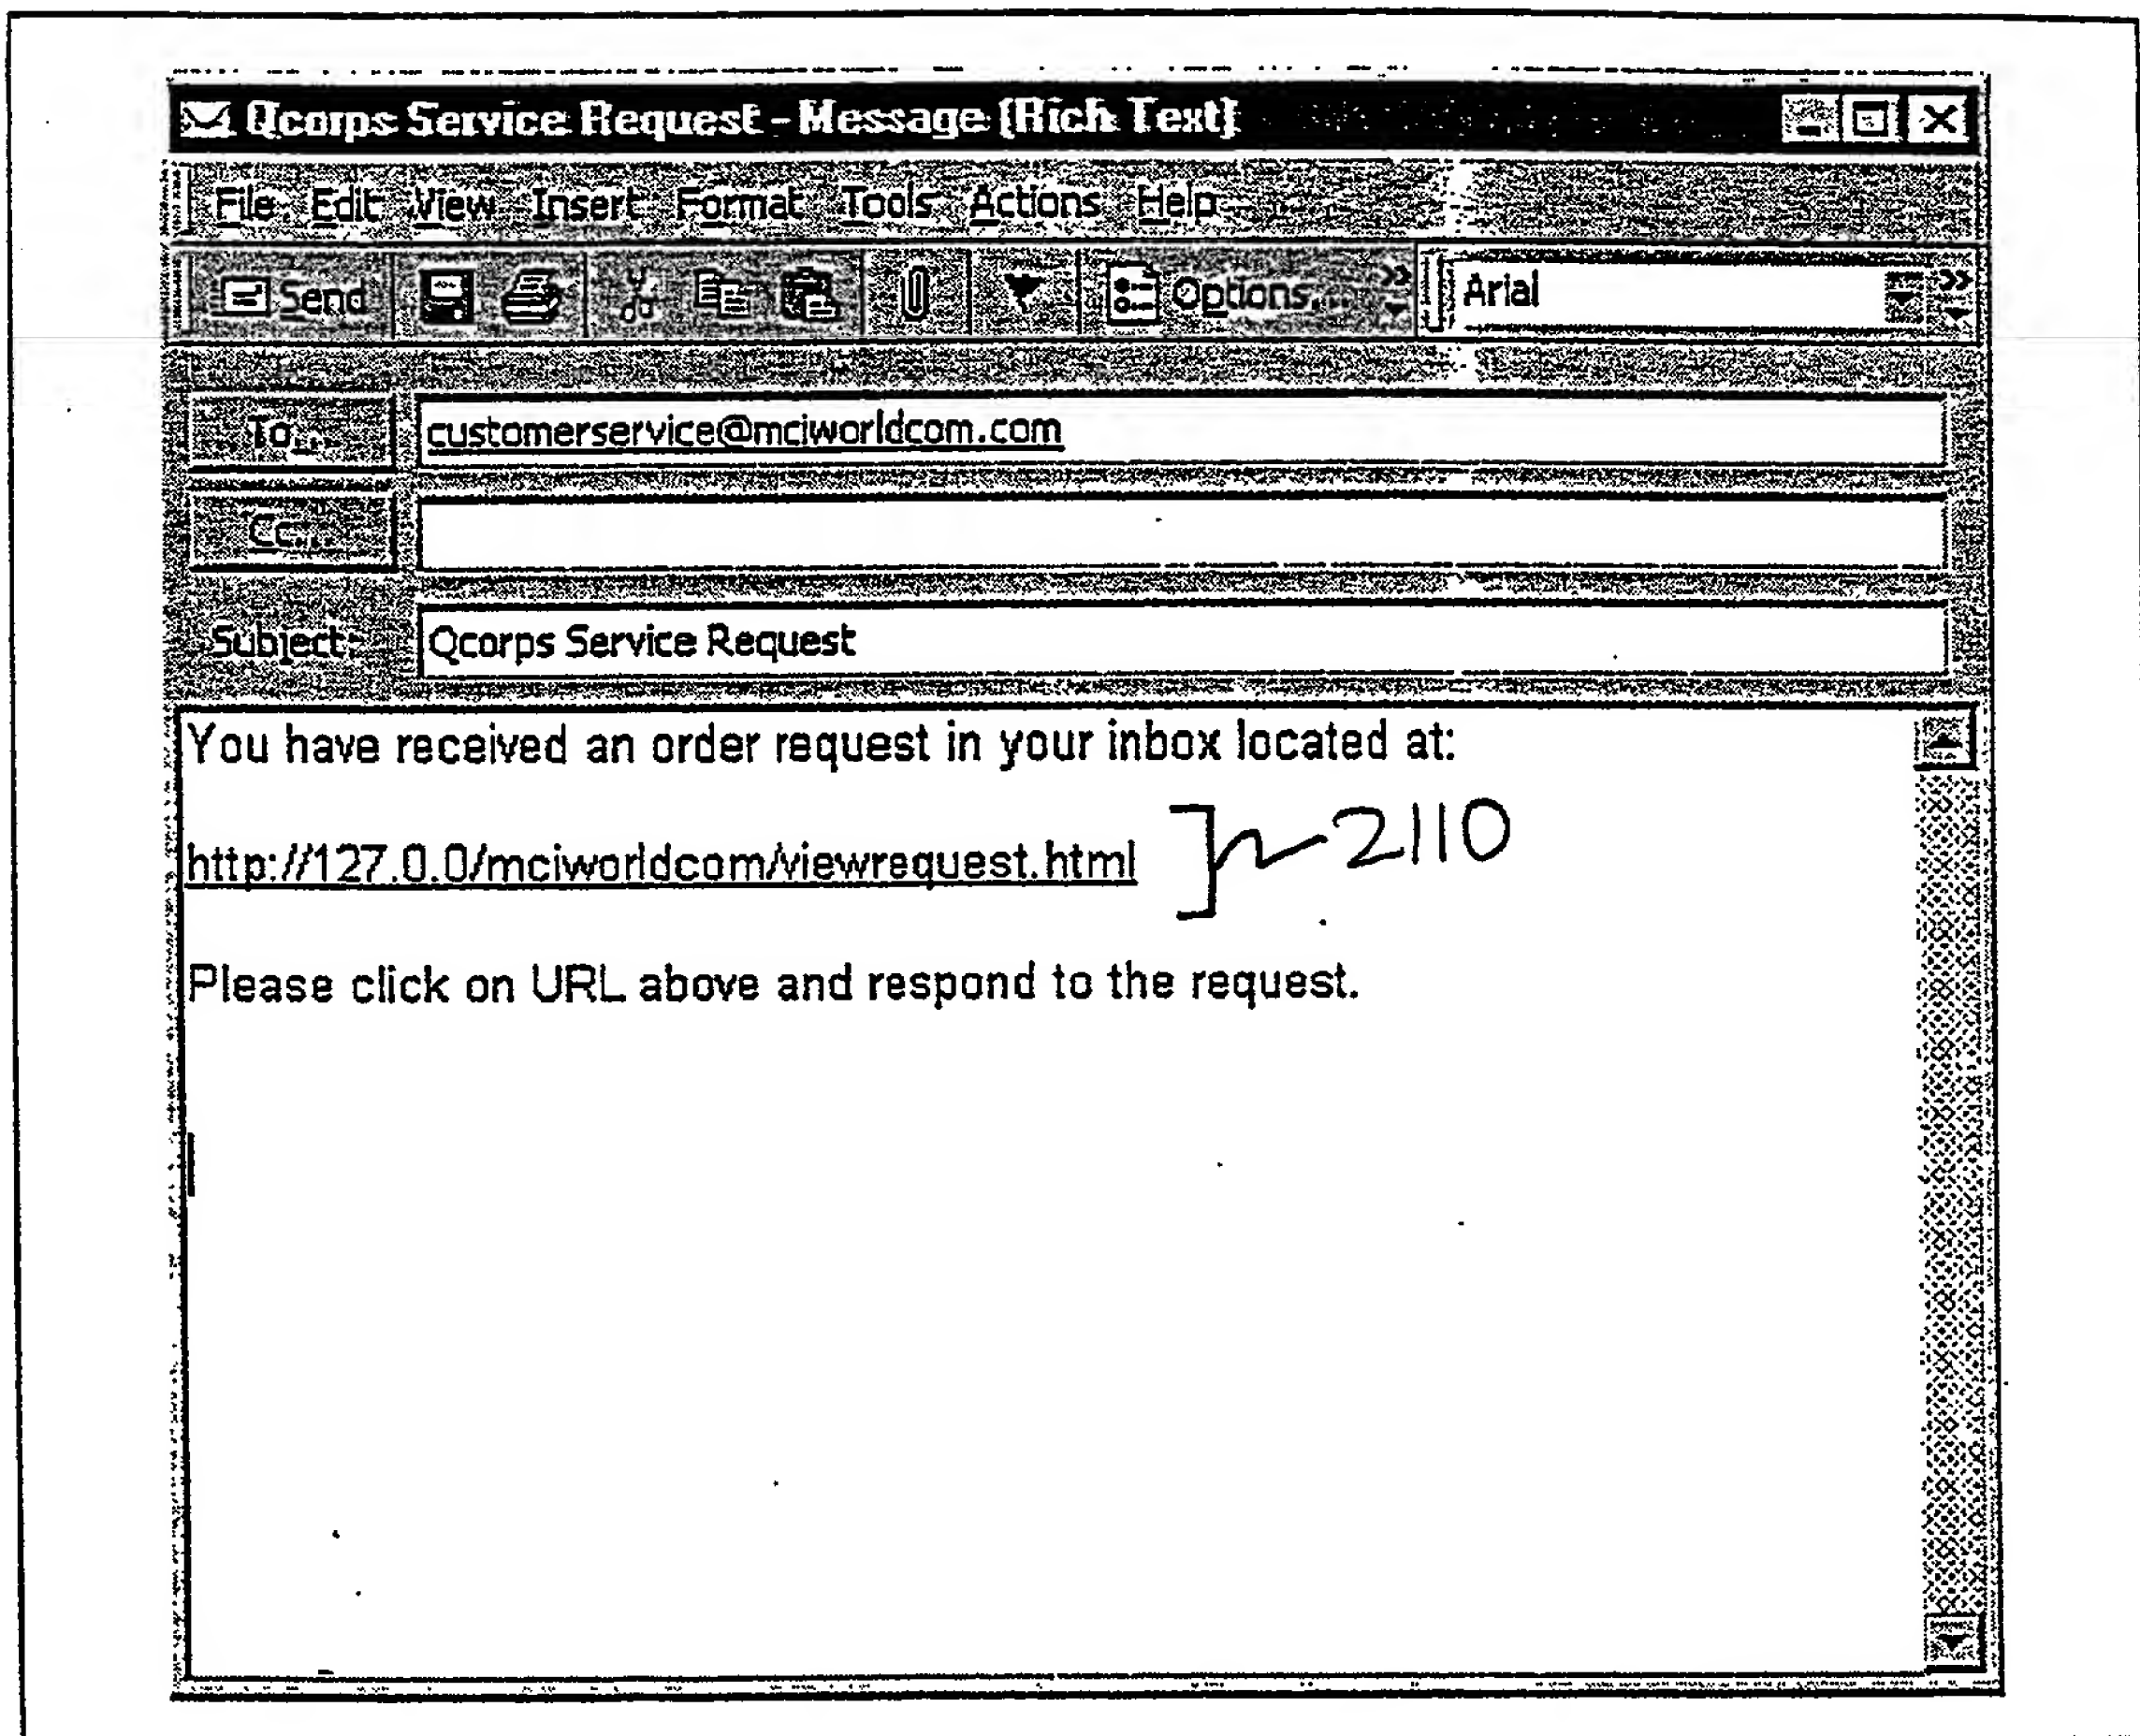 Qcorps Service Request - Message (Rich Text)
File Edit View Insert Format Tools Actions Help
Send Options... Arial
To... customerservice@mciworldcom.com
Cc...
Subject: Qcorps Service Request
You have received an order request in your inbox located at:
http://127.0.0/mciworldcom/viewrequest.html 2110
Please click on URL above and respond to the request.